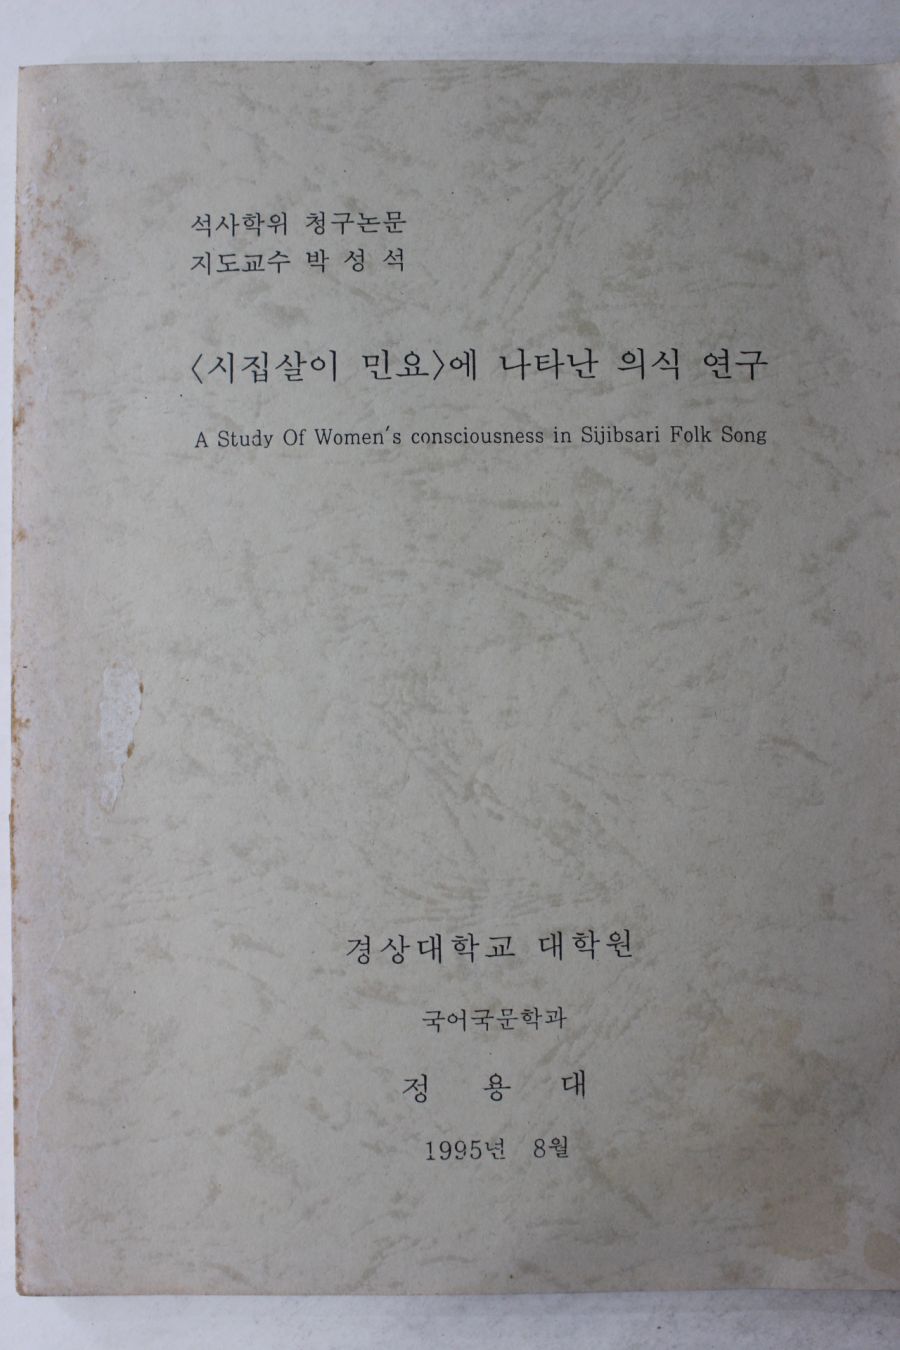 석사학위 청구논문
지도교수 박 성 석
〈시집살이 민요〉에 나타난 의식 연구
A Study Of Women's consciousness in Sijibsari Folk Song
경상대학교 대학원
국어국문학과
정 용 대
1995년 8월